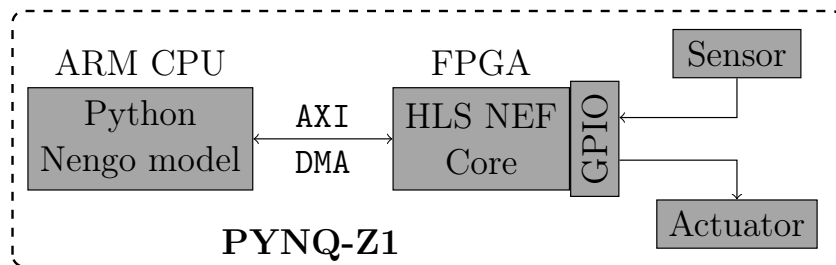 ARM CPU
Python
Nengo model
AXI
DMA
FPGA
HLS NEF
Core
GPIO
Sensor
Actuator
PYNQ-Z1